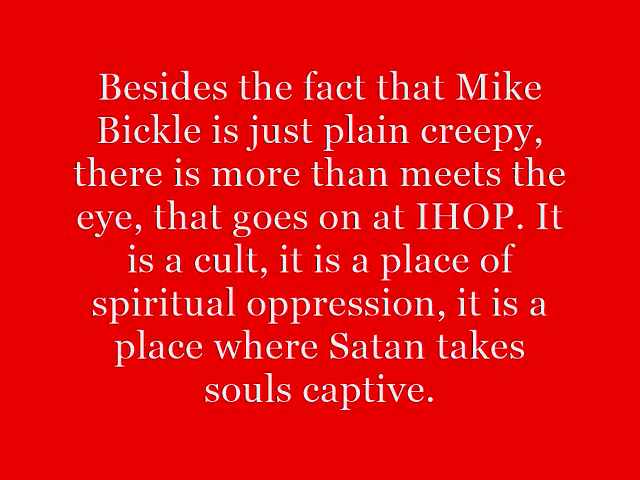 Besides the fact that Mike
Bickle is just plain creepy,
there is more than meets the
eye, that goes on at IHOP. It
is a cult, it is a place of
spiritual oppression, it is a
place where Satan takes
souls captive.